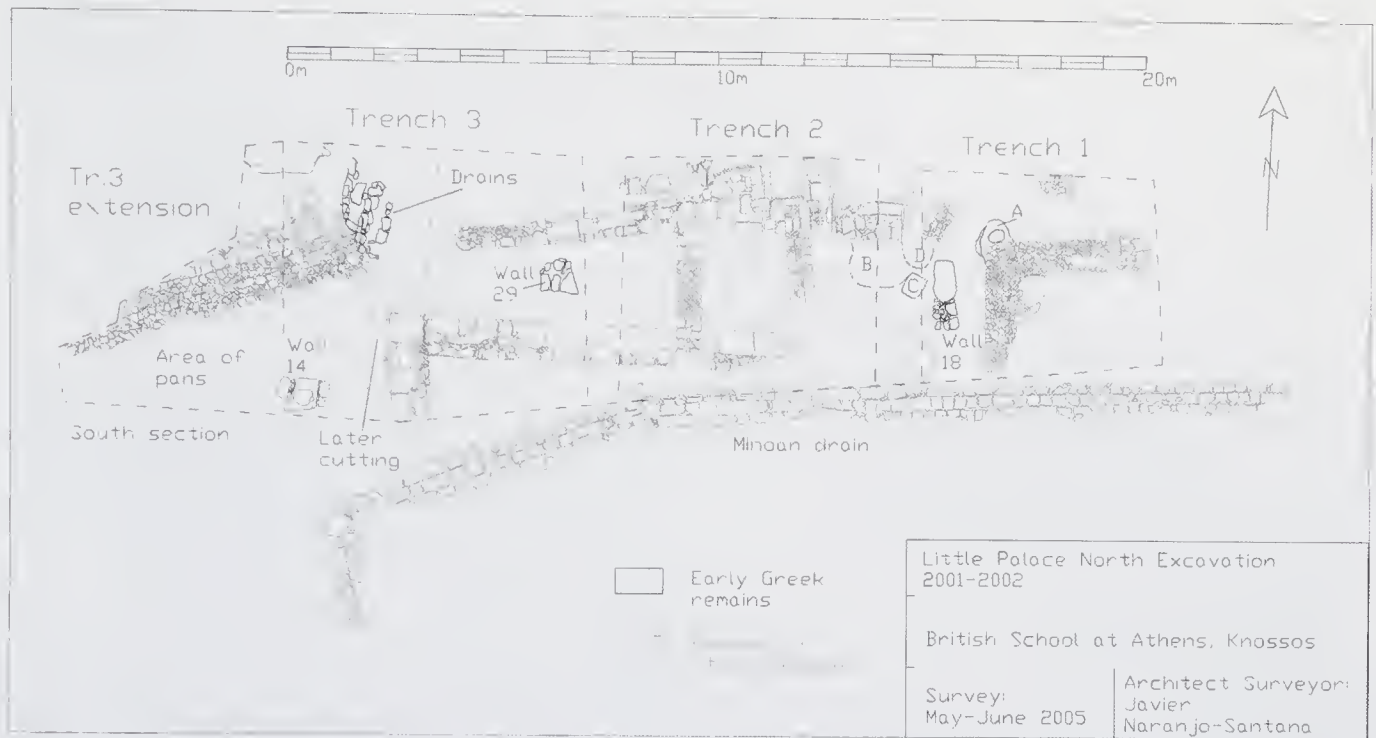 0m
10m
20m
Trench 3
Trench 2
Trench 1
N
Tr.3
extension
Drains
A
B
D
C
Wall
29
Wall
18
Area of
pans
Wall
14
South section
Later
cutting
Minoan drain
Early Greek
remains
Little Palace North Excavation
2001-2002
British School at Athens, Knossos
Survey:
May-June 2005
Architect Surveyor:
Javier
Naranjo-Santana